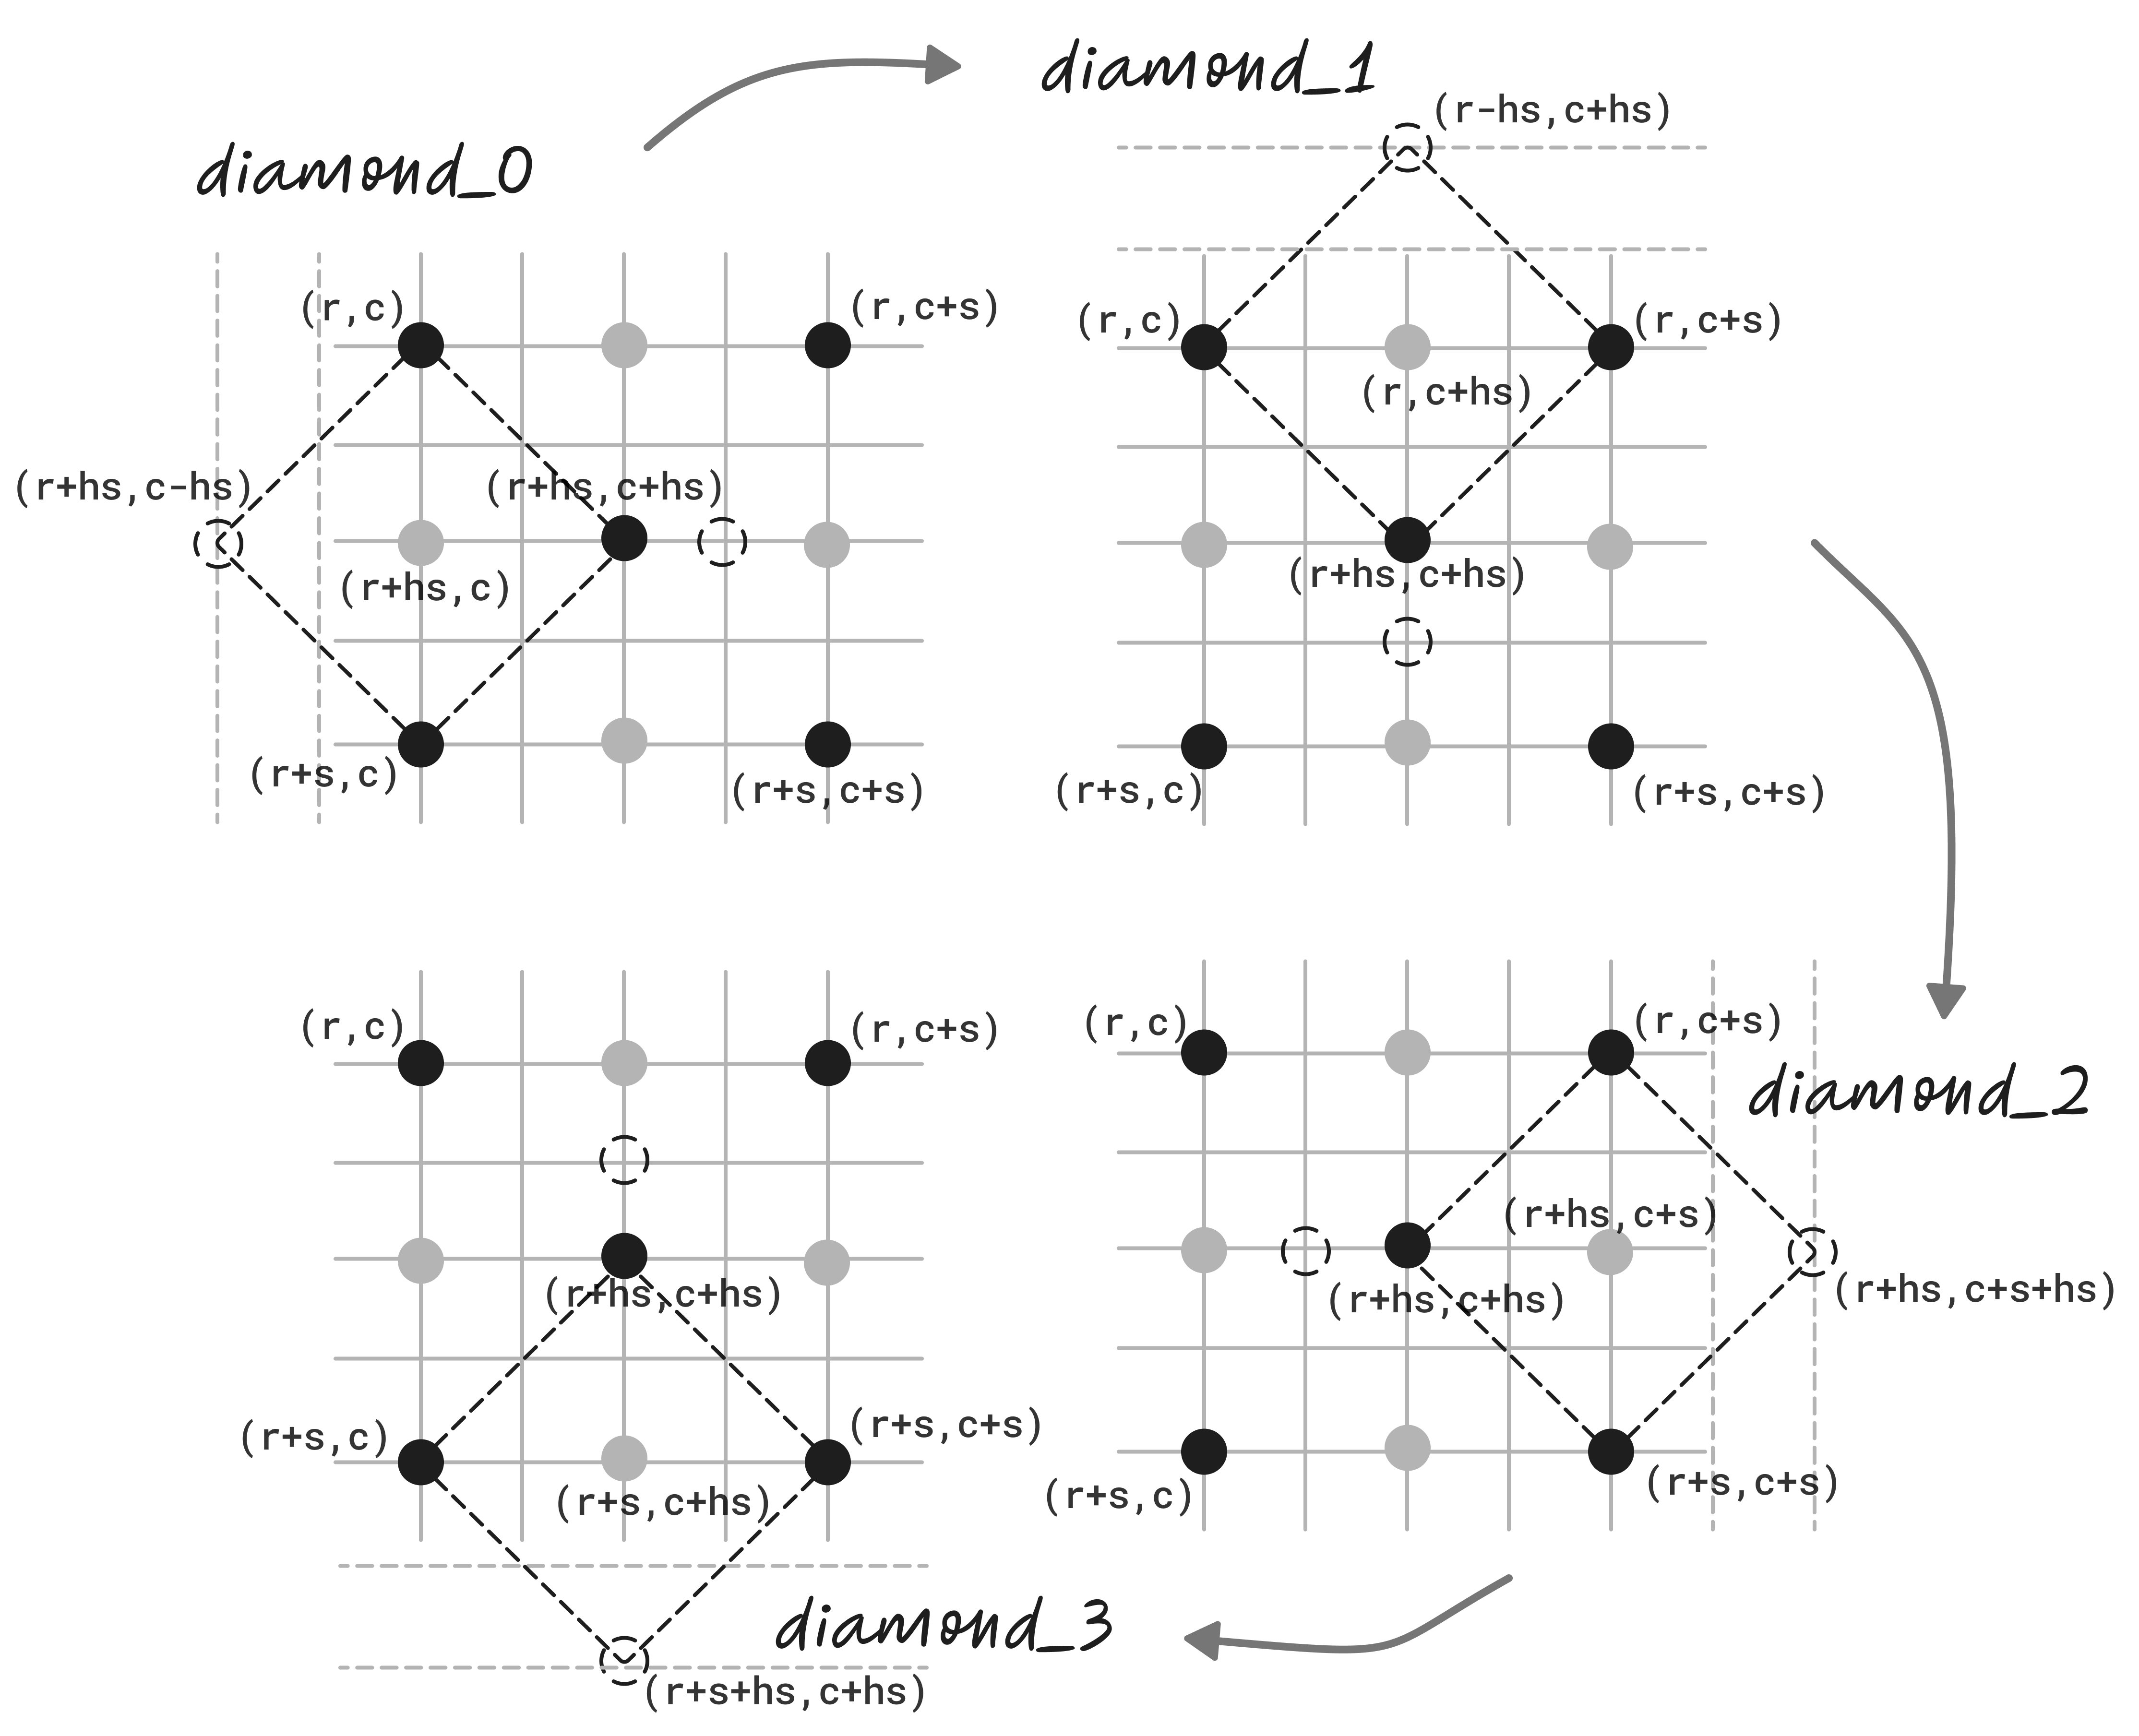 diamond_0
(r,c)
(r,c+s)
(r+hs,c-hs)
(r+hs,c+hs)
(r+hs,c)
(r+s,c)
(r+s,c+s)
diamond_1
(r-hs,c+hs)
(r,c)
(r,c+s)
(r,c+hs)
(r+hs,c+hs)
(r+s,c)
(r+s,c+s)
diamond_2
(r,c)
(r,c+s)
(r+hs,c+s)
(r+hs,c+hs)
(r+hs,c+s+hs)
(r+s,c)
(r+s,c+s)
diamond_3
(r,c)
(r,c+s)
(r+hs,c+hs)
(r+s,c)
(r+s,c+s)
(r+s,c+hs)
(r+s+hs,c+hs)